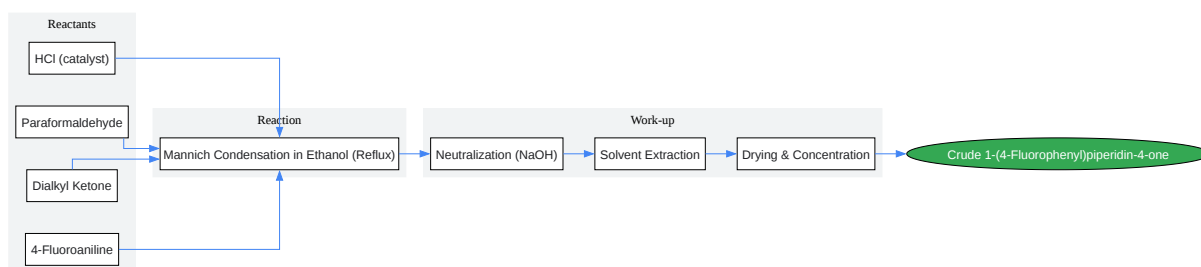 Reactants
HCl (catalyst)
Paraformaldehyde
Dialkyl Ketone
4-Fluoroaniline
Reaction
Mannich Condensation in Ethanol (Reflux)
Work-up
Neutralization (NaOH)
Solvent Extraction
Drying & Concentration
Crude 1-(4-Fluorophenyl)piperidin-4-one